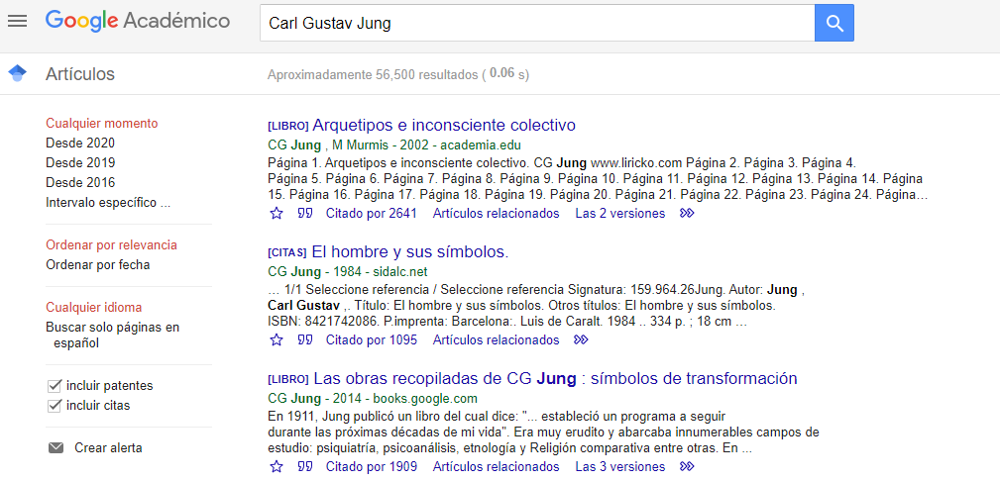 Google Académico
Carl Gustav Jung
Artículos
Aproximadamente 56,500 resultados ( 0.06 s)
Cualquier momento
Desde 2020
Desde 2019
Desde 2016
Intervalo específico ...
Ordenar por relevancia
Ordenar por fecha
Cualquier idioma
Buscar solo páginas en
español
incluir patentes
incluir citas
Crear alerta
[LIBRO] Arquetipos e inconsciente colectivo
CG Jung , M Murmis - 2002 - academia.edu
Página 1. Arquetipos e inconsciente colectivo. CG Jung www.liricko.com Página 2. Página 3. Página 4.
Página 5. Página 6. Página 7. Página 8. Página 9. Página 10. Página 11. Página 12. Página 13. Página 14. Página
15. Página 16. Página 17. Página 18. Página 19. Página 20. Página 21. Página 22. Página 23. Página 24. Página…
Citado por 2641 Artículos relacionados Las 2 versiones
[CITAS] El hombre y sus símbolos.
CG Jung - 1984 - sidalc.net
… 1/1 Seleccione referencia / Seleccione referencia Signatura: 159.964.26Jung. Autor: Jung ,
Carl Gustav ,. Título: El hombre y sus símbolos. Otros títulos: El hombre y sus símbolos.
ISBN: 8421742086. P.imprenta: Barcelona:. Luis de Caralt. 1984 .. 334 p. ; 18 cm …
Citado por 1095 Artículos relacionados
[LIBRO] Las obras recopiladas de CG Jung : símbolos de transformación
CG Jung - 2014 - books.google.com
En 1911, Jung publicó un libro del cual dice: "... estableció un programa a seguir
durante las próximas décadas de mi vida". Era muy erudito y abarcaba innumerables campos de
estudio: psiquiatría, psicoanálisis, etnología y Religión comparativa entre otras. En ...
Citado por 1909 Artículos relacionados Las 3 versiones